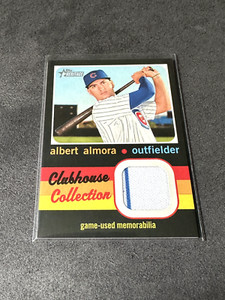 Topps
Heritage
albert almora • outfielder
Clubhouse
Collection
game-used memorabilia